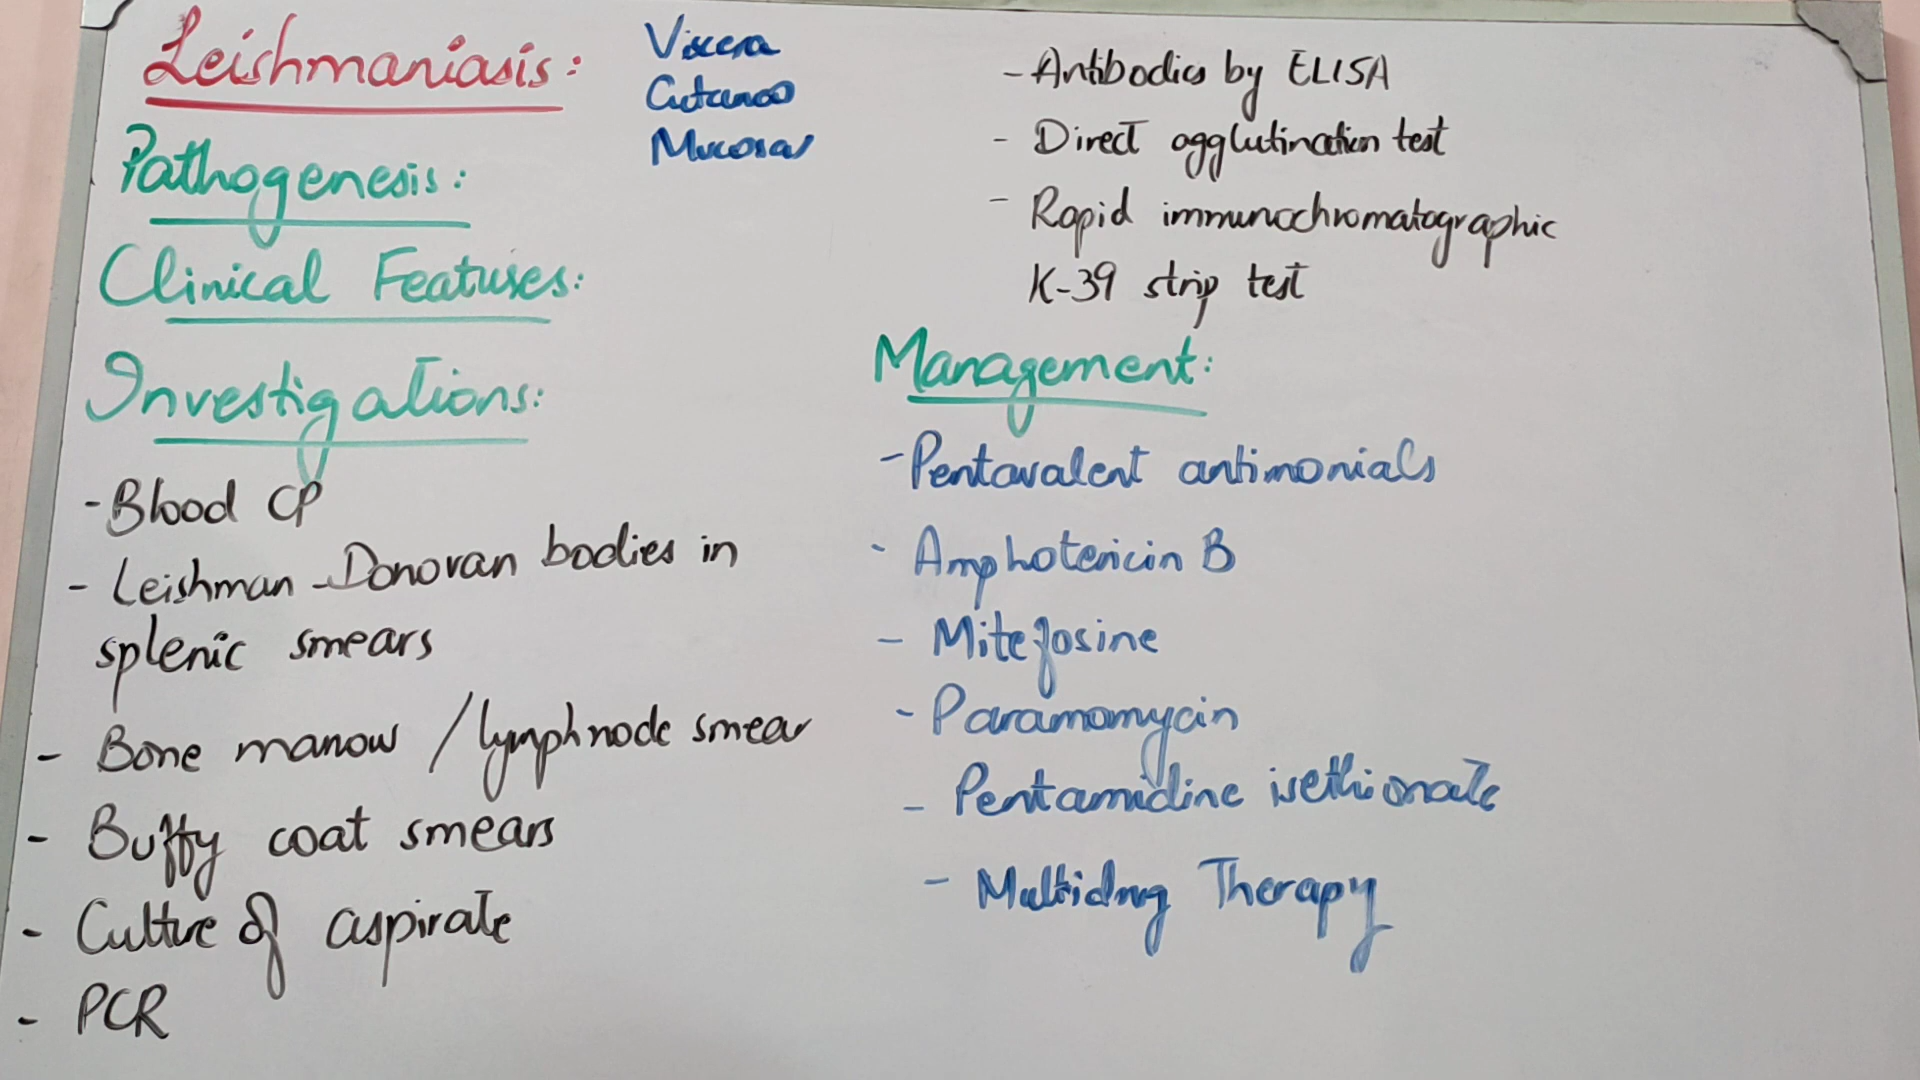 Leishmaniasis:
Viscera
Cutaneo
Mucosal
Pathogenesis:
Clinical Features:
Investigations:
- Blood CP
- Leishman-Donovan bodies in
splenic smears
- Bone marrow / lymphnode smear
- Buffy coat smears
- Culture of aspirate
- PCR
- Antibodies by ELISA
- Direct agglutination test
- Rapid immunochromatographic
K-39 strip test
Management:
- Pentavalent antimonials
- Amphotericin B
- Mitefosine
- Paramomycin
- Pentamidine isethionate
- Multidrug Therapy